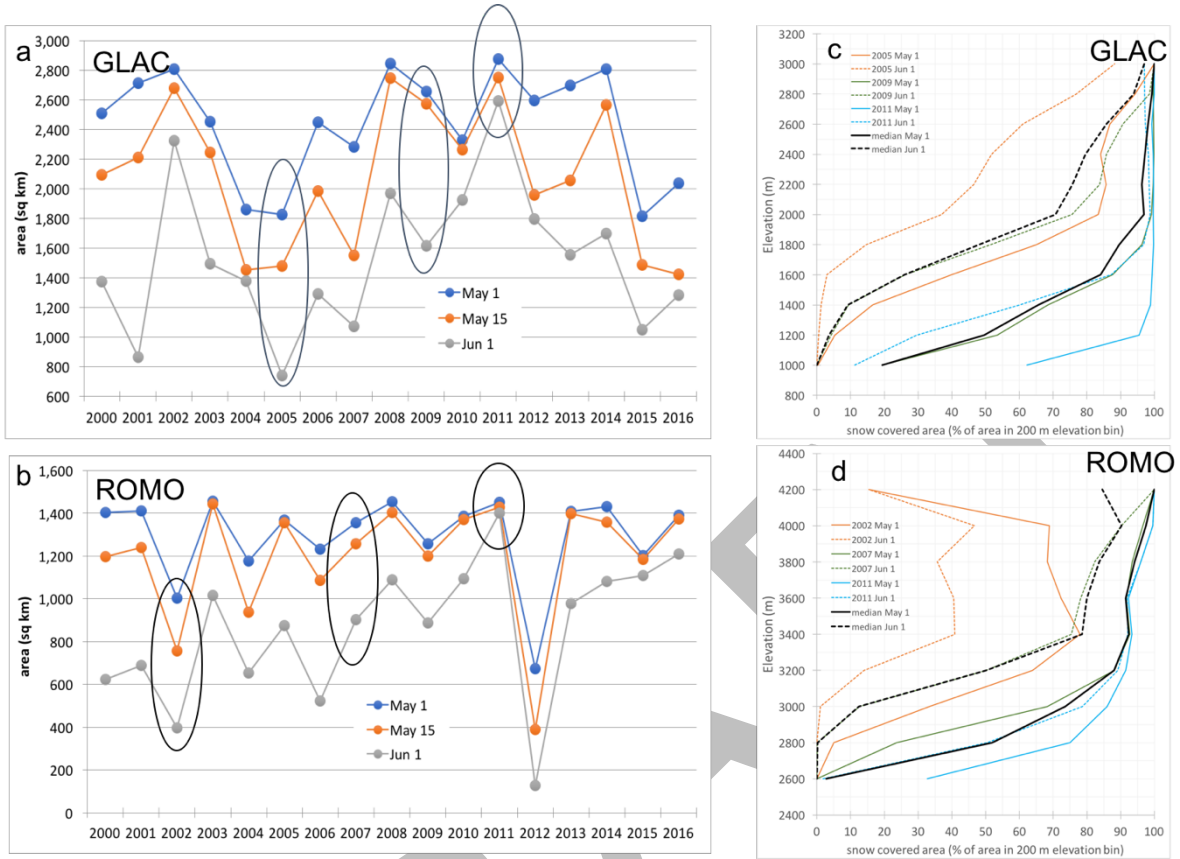 a
GLAC
area (sq km)
3,000
2,800
2,600
2,400
2,200
2,000
1,800
1,600
1,400
1,200
1,000
800
600
May 1
May 15
Jun 1
2000 2001 2002 2003 2004 2005 2006 2007 2008 2009 2010 2011 2012 2013 2014 2015 2016
b
ROMO
area (sq km)
1,600
1,400
1,200
1,000
800
600
400
200
0
May 1
May 15
Jun 1
2000 2001 2002 2003 2004 2005 2006 2007 2008 2009 2010 2011 2012 2013 2014 2015 2016
c
GLAC
Elevation (m)
3200
3000
2800
2600
2400
2200
2000
1800
1600
1400
1200
1000
800
2005 May 1
2005 Jun 1
2009 May 1
2009 Jun 1
2011 May 1
2011 Jun 1
median May 1
median Jun 1
0 10 20 30 40 50 60 70 80 90 100
snow covered area (% of area in 200 m elevation bin)
d
ROMO
Elevation (m)
4400
4200
4000
3800
3600
3400
3200
3000
2800
2600
2400
2002 May 1
2002 Jun 1
2007 May 1
2007 Jun 1
2011 May 1
2011 Jun 1
median May 1
median Jun 1
0 10 20 30 40 50 60 70 80 90 100
snow covered area (% of area in 200 m elevation bin)